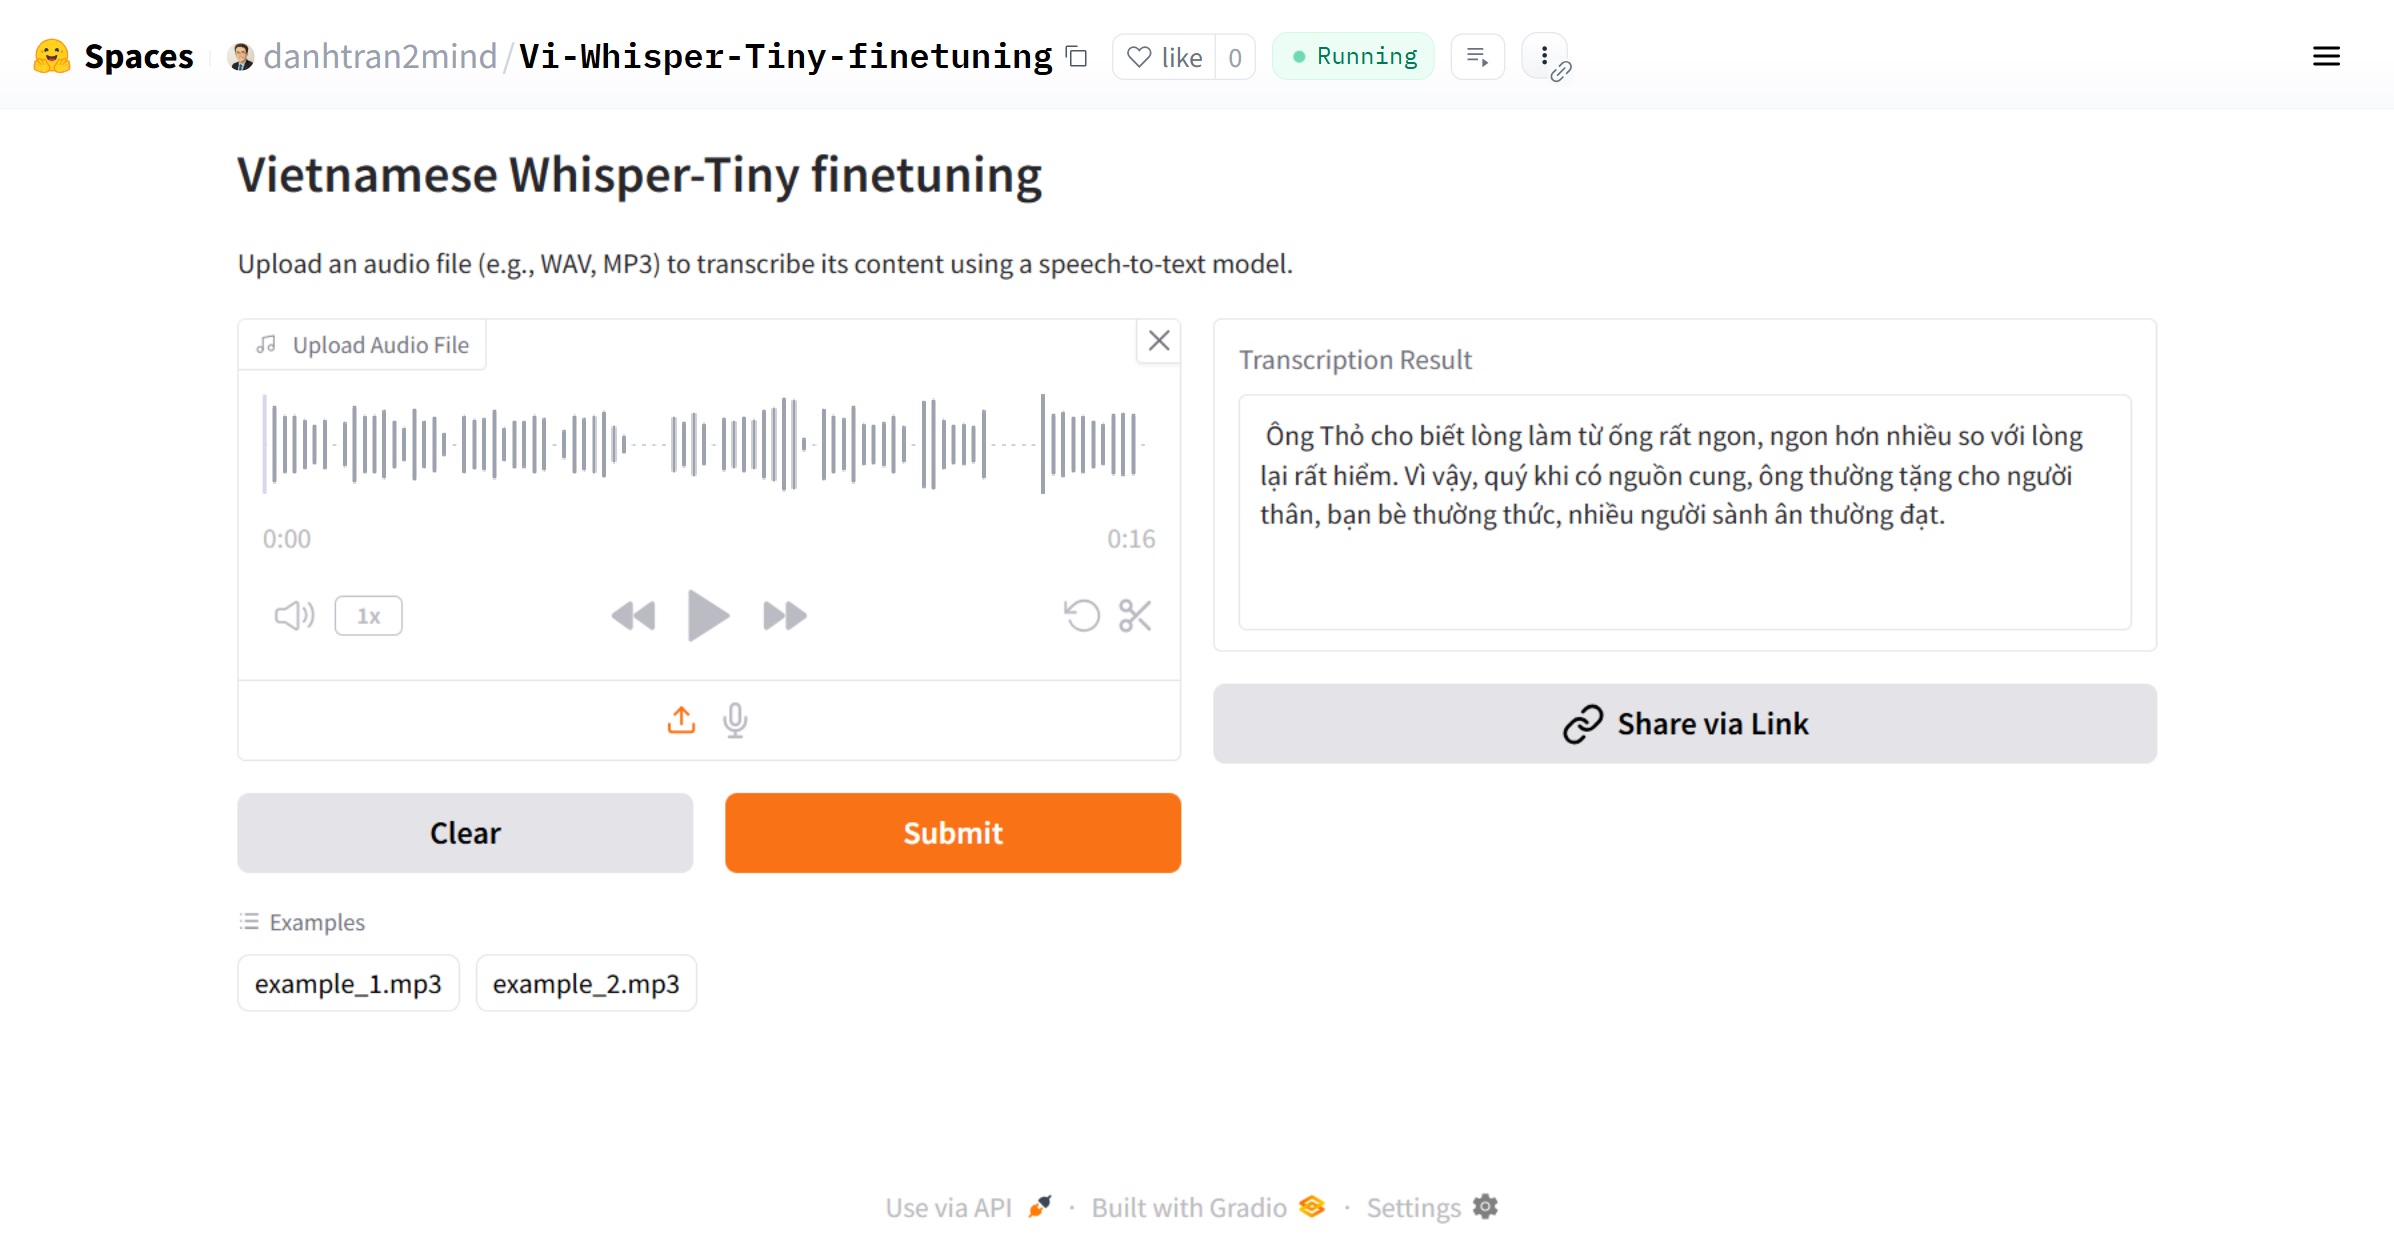 Spaces
danhtran2mind/Vi-Whisper-Tiny-finetuning
like 0
Running
Vietnamese Whisper-Tiny finetuning
Upload an audio file (e.g., WAV, MP3) to transcribe its content using a speech-to-text model.
Upload Audio File
0:00
0:16
1x
Transcription Result
Ông Thỏ cho biết lòng làm từ ống rất ngon, ngon hơn nhiều so với lòng
lại rất hiểm. Vì vậy, quý khi có nguồn cung, ông thường tặng cho người
thân, bạn bè thường thức, nhiều người sành ân thường đạt.
Share via Link
Clear
Submit
Examples
example_1.mp3
example_2.mp3
Use via API · Built with Gradio · Settings